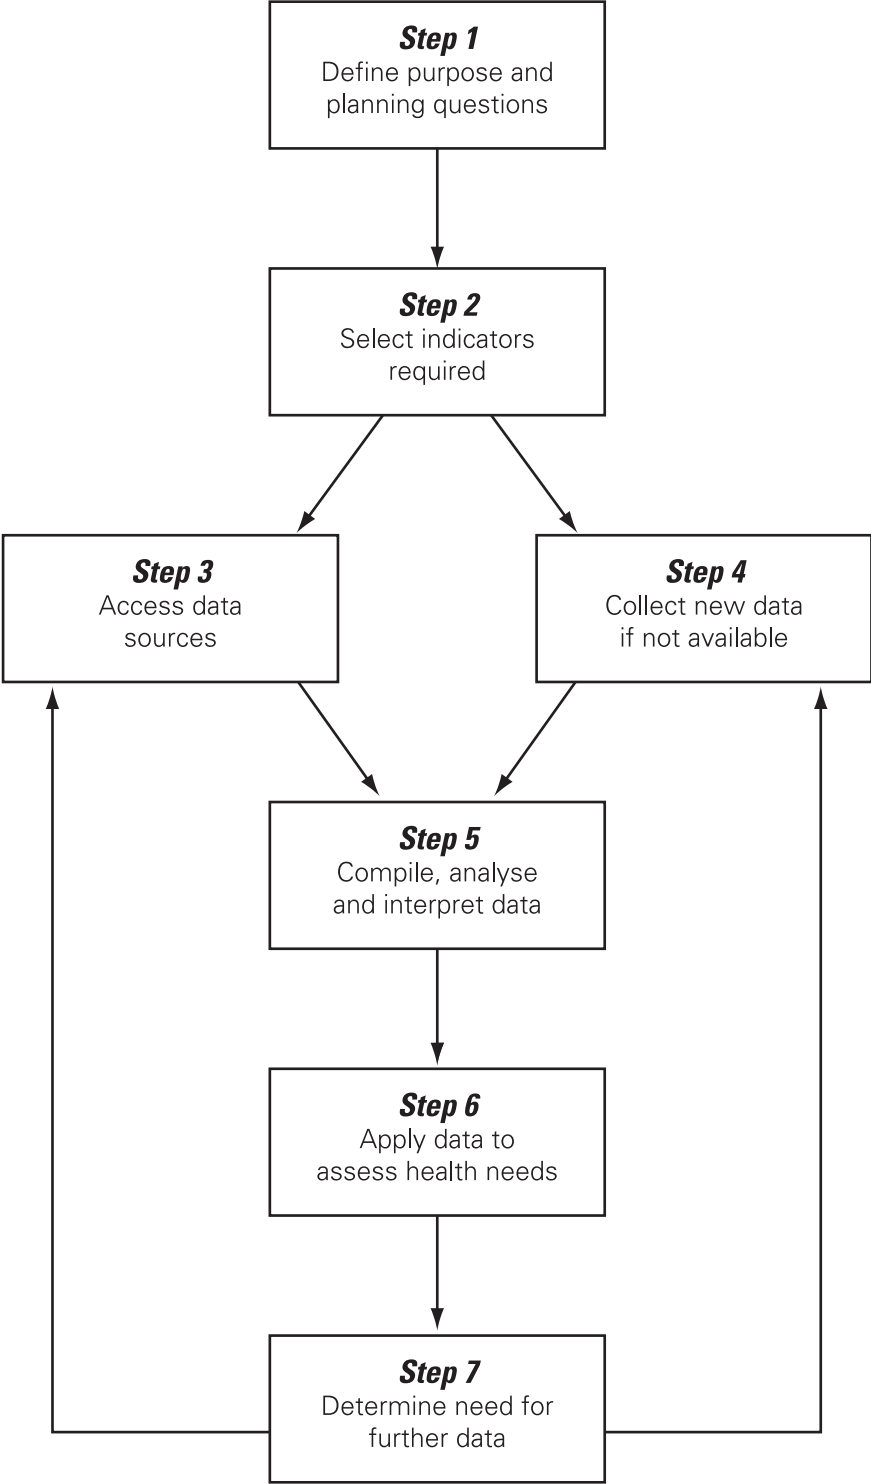 Step 1
Define purpose and
planning questions
Step 2
Select indicators
required
Step 3
Access data
sources
Step 4
Collect new data
if not available
Step 5
Compile, analyse
and interpret data
Step 6
Apply data to
assess health needs
Step 7
Determine need for
further data